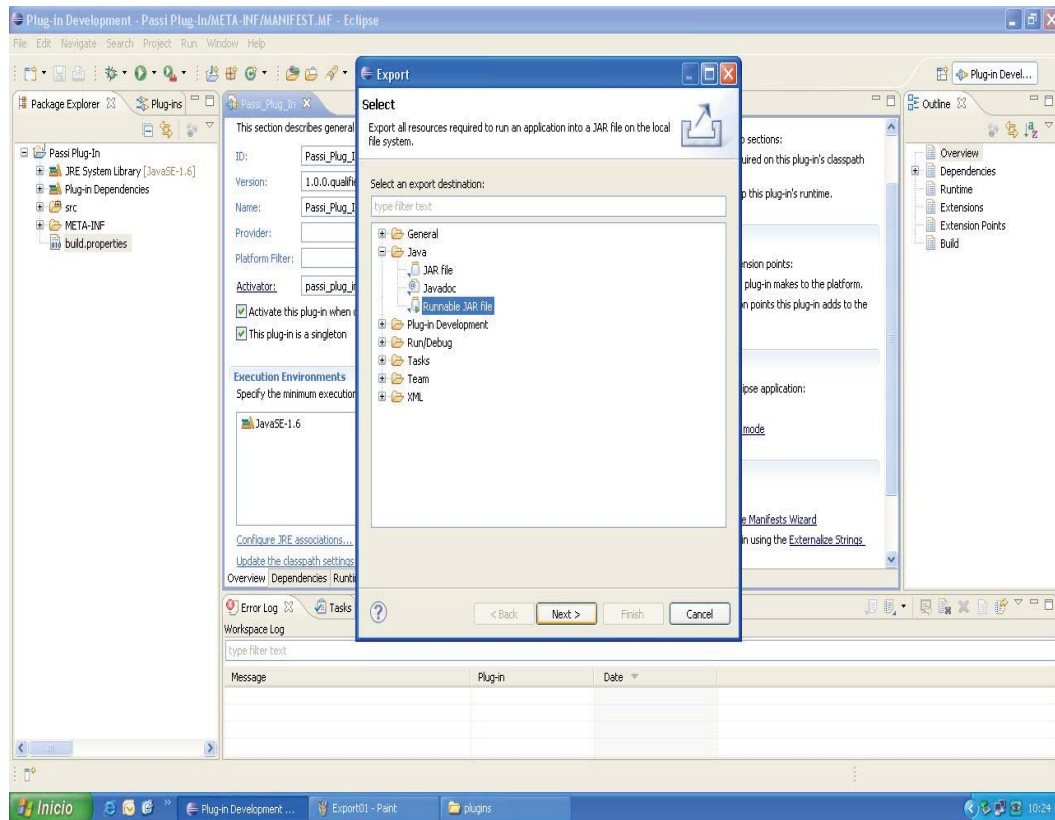 Plug-in Development - Passi Plug-In/META-INF/MANIFEST.MF - Eclipse
File Edit Navigate Search Project Run Window Help
Plug-in Devel...
Package Explorer
Plug-ins
Passi Plug-In
JRE System Library [JavaSE-1.6]
Plug-in Dependencies
src
META-INF
build.properties
Passi_Plug_In
This section describes general
ID: Passi_Plug_I
Version: 1.0.0.qualifie
Name: Passi_Plug_I
Provider:
Platform Filter:
Activator: passi_plug_i
Activate this plug-in when
This plug-in is a singleton
Execution Environments
Specify the minimum execution
JavaSE-1.6
Configure JRE associations...
Update the classpath settings
Overview Dependencies Runti
Export
Select
Export all resources required to run an application into a JAR file on the local
file system.
Select an export destination:
type filter text
General
Java
JAR file
Javadoc
Runnable JAR file
Plug-in Development
Run/Debug
Tasks
Team
XML
< Back Next > Finish Cancel
sections:
uired on this plug-in's classpath
p this plug-in's runtime.
ension points:
plug-in makes to the platform.
n points this plug-in adds to the
ipse application:
mode
e Manifests Wizard
in using the Externalize Strings
Outline
Overview
Dependencies
Runtime
Extensions
Extension Points
Build
Error Log
Tasks
Workspace Log
type filter text
Message Plug-in Date
Inicio
Plug-in Development ...
Export01 - Paint
plugins
10:24